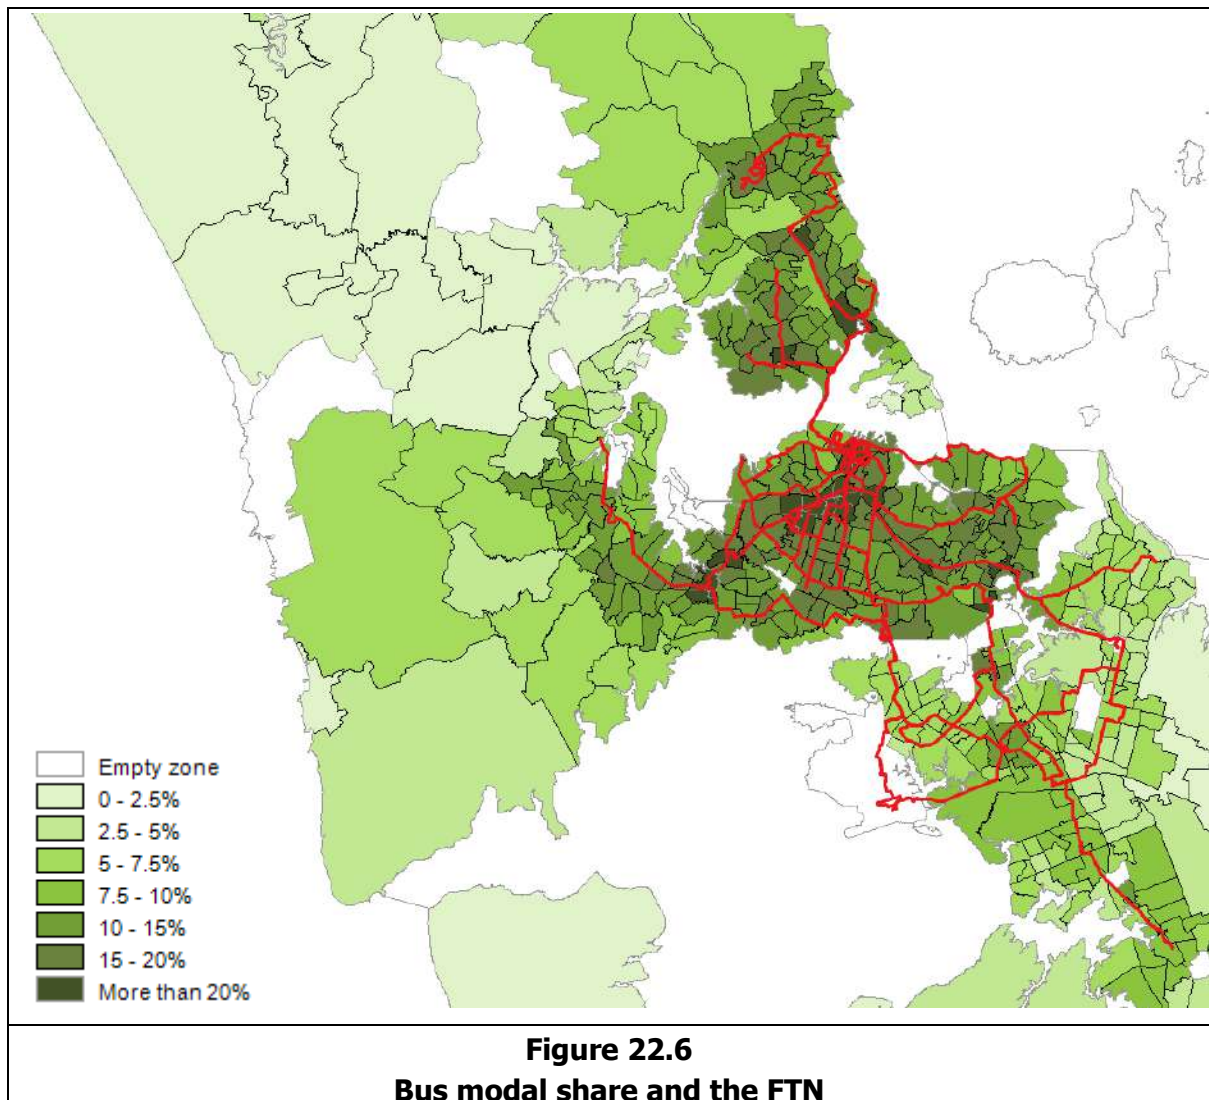 Empty zone
0 - 2.5%
2.5 - 5%
5 - 7.5%
7.5 - 10%
10 - 15%
15 - 20%
More than 20%
Figure 22.6
Bus modal share and the FTN